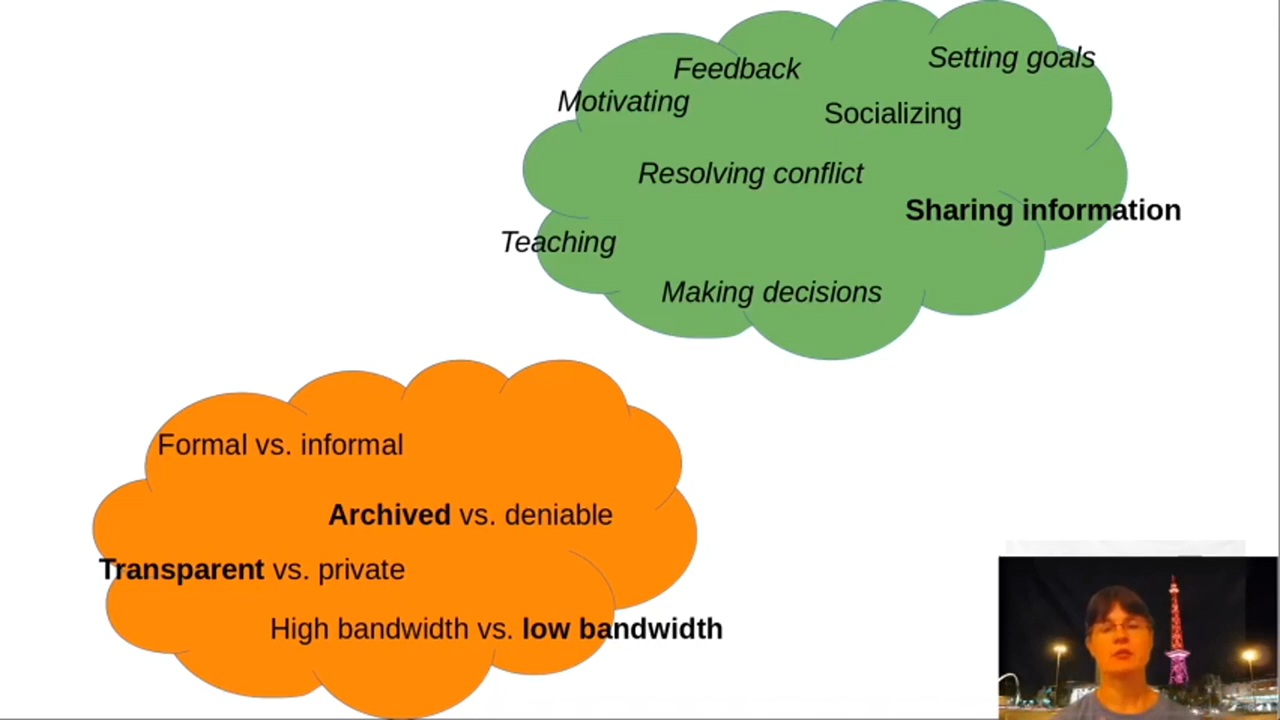 Feedback
Setting goals
Motivating
Socializing
Resolving conflict
Sharing information
Teaching
Making decisions
Formal vs. informal
Archived vs. deniable
Transparent vs. private
High bandwidth vs. low bandwidth